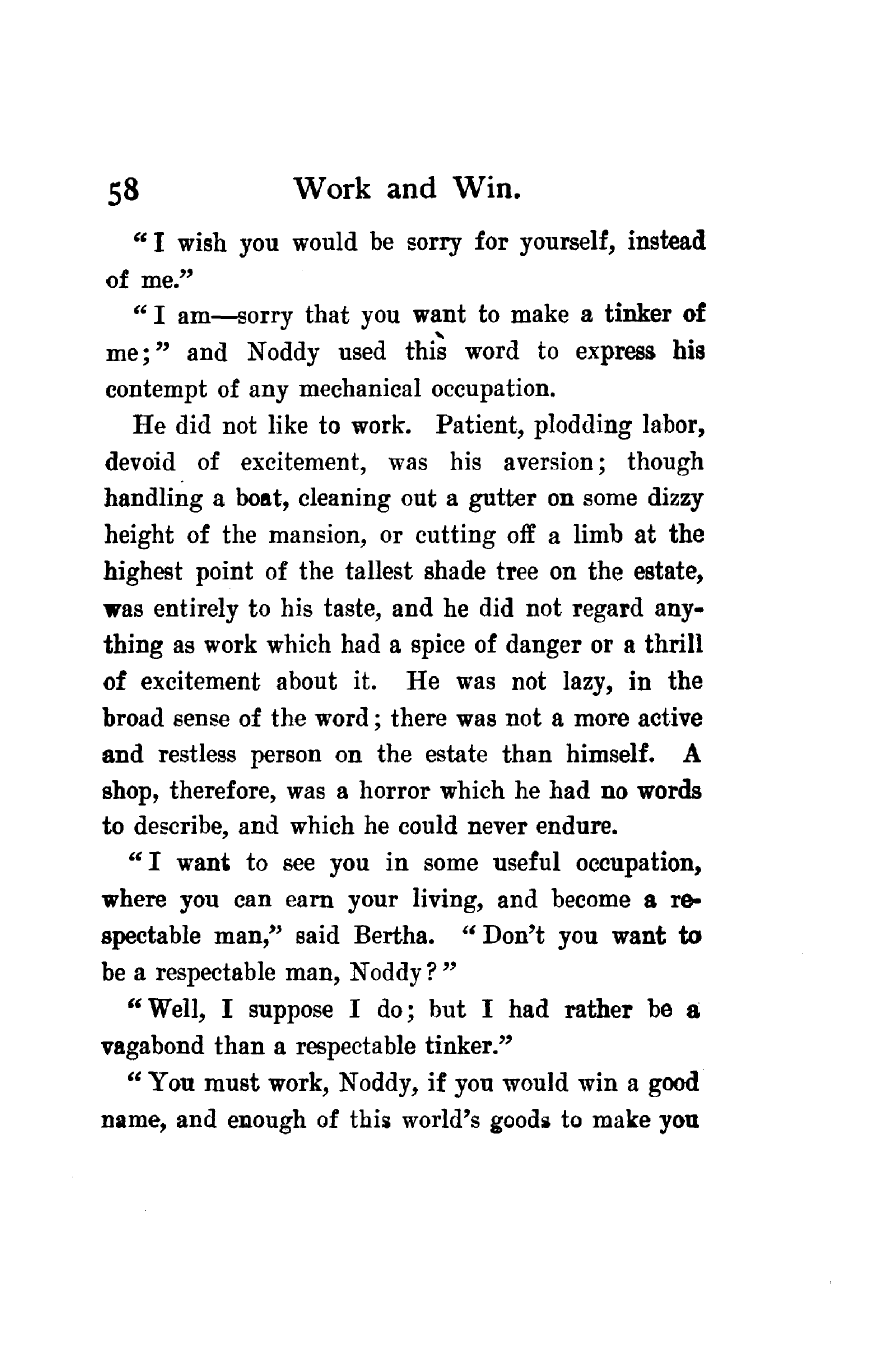 58 Work and Win.
“I wish you would be sorry for yourself, instead
of me.”
“I am—sorry that you want to make a tinker of
me;” and Noddy used this word to express his
contempt of any mechanical occupation.
He did not like to work. Patient, plodding labor,
devoid of excitement, was his aversion; though
handling a boat, cleaning out a gutter on some dizzy
height of the mansion, or cutting off a limb at the
highest point of the tallest shade tree on the estate,
was entirely to his taste, and he did not regard any-
thing as work which had a spice of danger or a thrill
of excitement about it. He was not lazy, in the
broad sense of the word; there was not a more active
and restless person on the estate than himself. A
shop, therefore, was a horror which he had no words
to describe, and which he could never endure.
“I want to see you in some useful occupation,
where you can earn your living, and become a re-
spectable man,” said Bertha. “Don’t you want to
be a respectable man, Noddy?”
“Well, I suppose I do; but I had rather be a
vagabond than a respectable tinker.”
“You must work, Noddy, if you would win a good
name, and enough of this world’s goods to make you